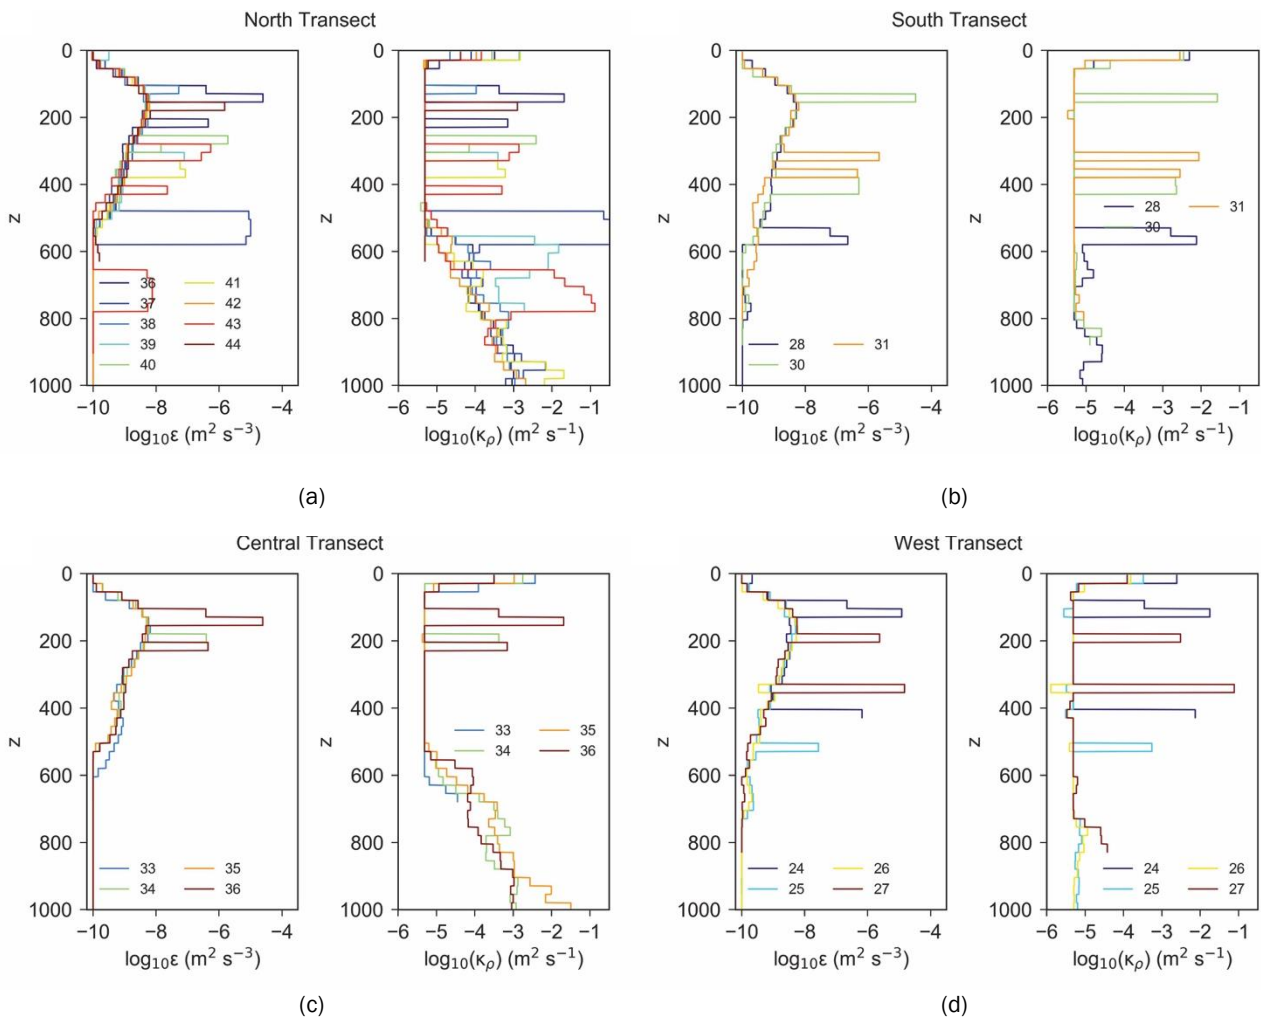 North Transect
0
200
400
600
800
1000
z
−10 −8 −6 −4
log10ε (m² s⁻³)
36 41
37 42
38 43
39 44
40
0
200
400
600
800
1000
z
−6 −5 −4 −3 −2 −1
log10(κρ) (m² s⁻¹)
(a)
South Transect
0
200
400
600
800
1000
z
−10 −8 −6 −4
log10ε (m² s⁻³)
28 31
30
0
200
400
600
800
1000
z
−6 −5 −4 −3 −2 −1
log10(κρ) (m² s⁻¹)
28 31
30
(b)
Central Transect
0
200
400
600
800
1000
z
−10 −8 −6 −4
log10ε (m² s⁻³)
33 35
34 36
0
200
400
600
800
1000
z
−6 −5 −4 −3 −2 −1
log10(κρ) (m² s⁻¹)
33 35
34 36
(c)
West Transect
0
200
400
600
800
1000
z
−10 −8 −6 −4
log10ε (m² s⁻³)
24 26
25 27
0
200
400
600
800
1000
z
−6 −5 −4 −3 −2 −1
log10(κρ) (m² s⁻¹)
24 26
25 27
(d)